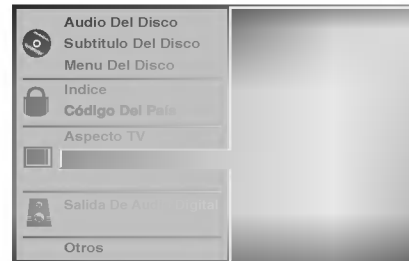 Audio Del Disco
Subtitulo Del Disco
Menu Del Disco
Indice
Código Del País
Aspecto TV
Salida De Audio Digital
Otros